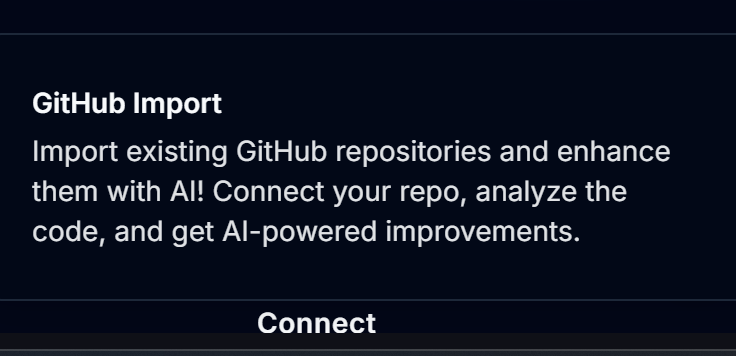 GitHub Import
Import existing GitHub repositories and enhance
them with AI! Connect your repo, analyze the
code, and get AI-powered improvements.
Connect